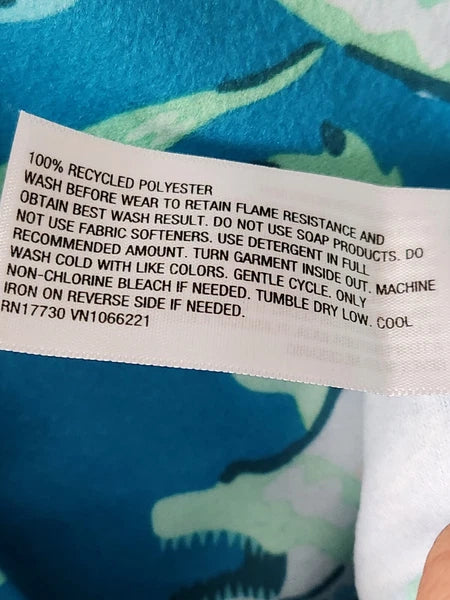 100% RECYCLED POLYESTER
WASH BEFORE WEAR TO RETAIN FLAME RESISTANCE AND
OBTAIN BEST WASH RESULT. DO NOT USE SOAP PRODUCTS. DO
NOT USE FABRIC SOFTENERS. USE DETERGENT IN FULL
RECOMMENDED AMOUNT. TURN GARMENT INSIDE OUT. MACHINE
WASH COLD WITH LIKE COLORS. GENTLE CYCLE. ONLY
NON-CHLORINE BLEACH IF NEEDED. TUMBLE DRY LOW. COOL
IRON ON REVERSE SIDE IF NEEDED.
RN17730 VN1066221